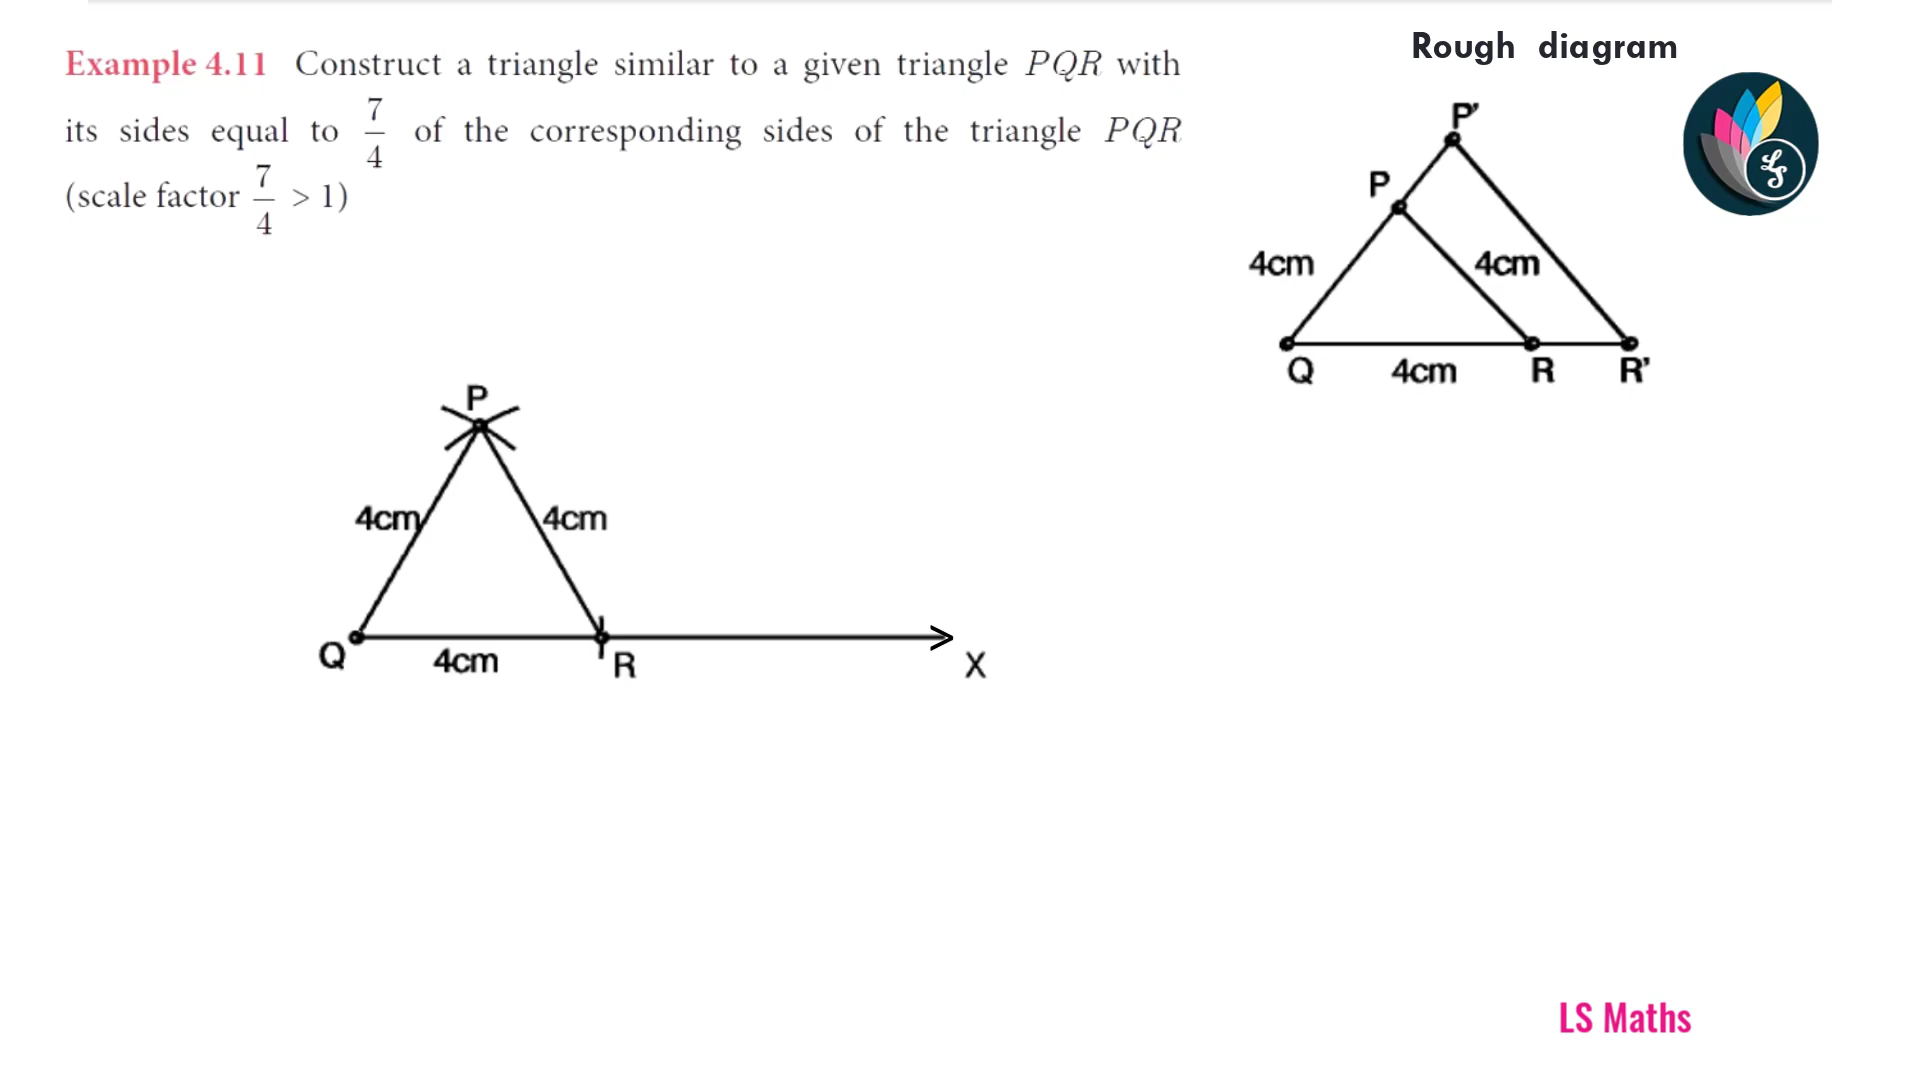 Example 4.11 Construct a triangle similar to a given triangle PQR with
its sides equal to 7/4 of the corresponding sides of the triangle PQR
(scale factor 7/4 > 1)
Rough diagram
P'
P
4cm
4cm
Q
4cm
R
R'
LS
P
4cm
4cm
Q
4cm
R
X
LS Maths